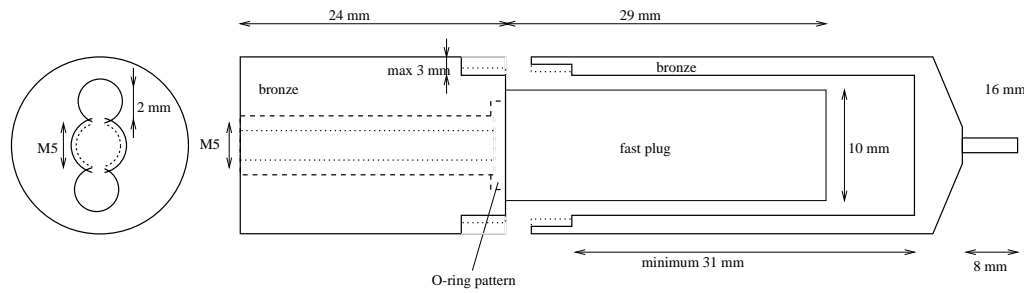 24 mm
29 mm
max 3 mm
bronze
16 mm
bronze
2 mm
M5
M5
fast plug
10 mm
minimum 31 mm
8 mm
O-ring pattern